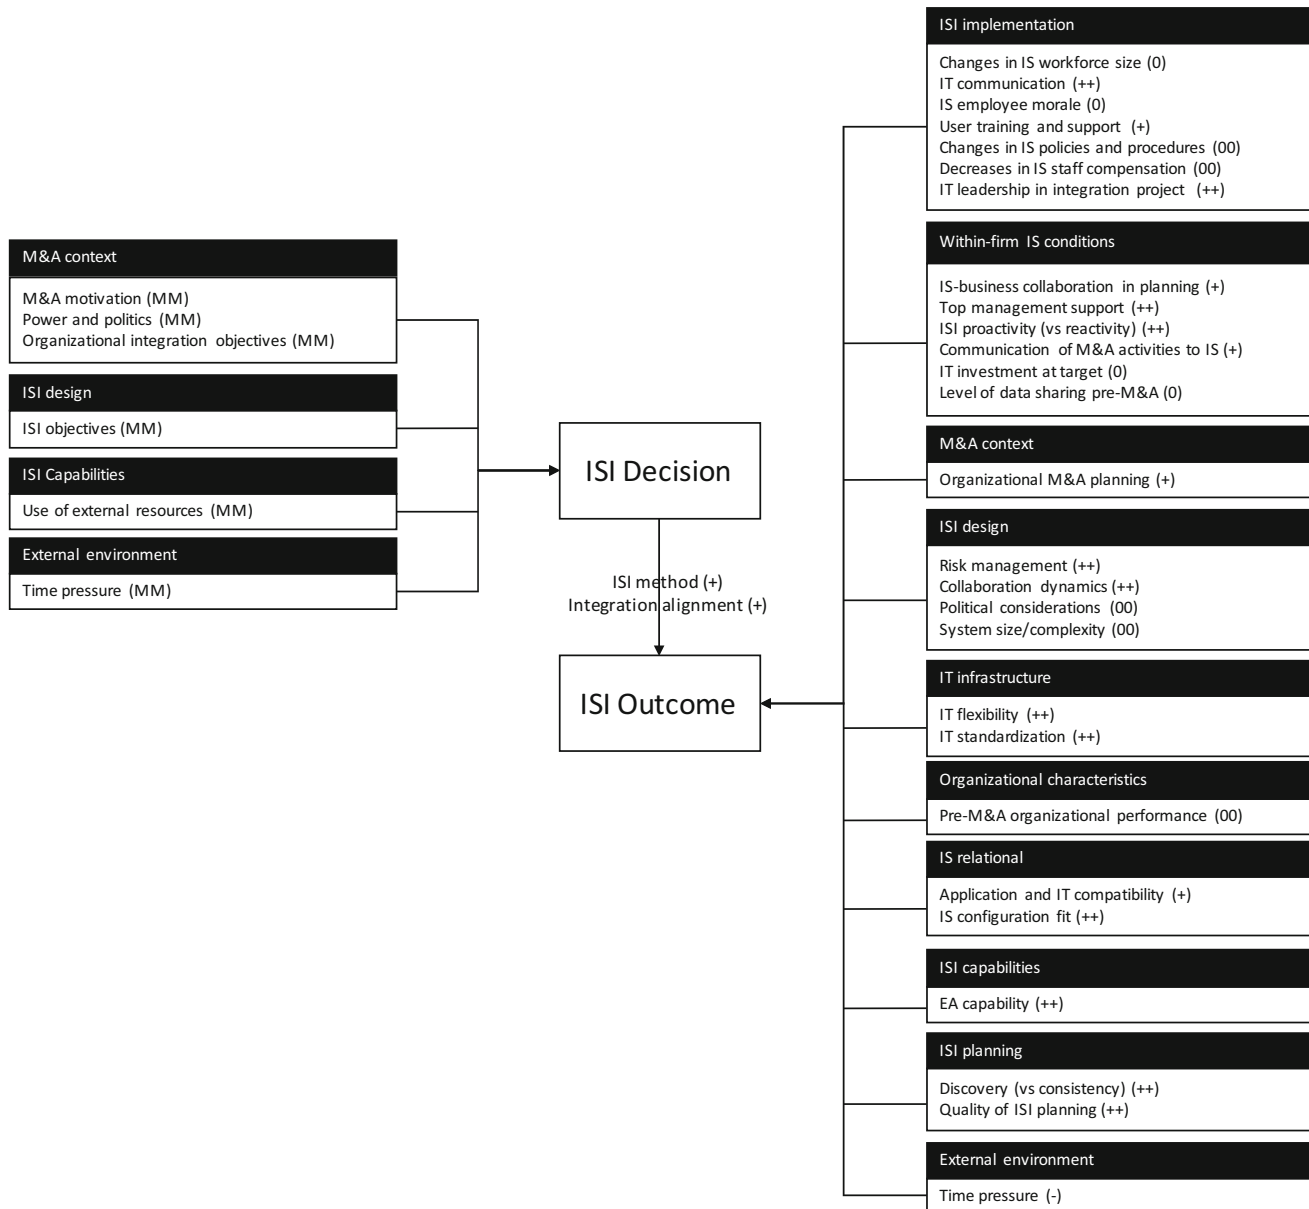 M&A context
M&A motivation (MM)
Power and politics (MM)
Organizational integration objectives (MM)
ISI design
ISI objectives (MM)
ISI Capabilities
Use of external resources (MM)
External environment
Time pressure (MM)
ISI Decision
ISI method (+)
Integration alignment (+)
ISI Outcome
ISI implementation
Changes in IS workforce size (0)
IT communication (++)
IS employee morale (0)
User training and support (+)
Changes in IS policies and procedures (00)
Decreases in IS staff compensation (00)
IT leadership in integration project (++)
Within-firm IS conditions
IS-business collaboration in planning (+)
Top management support (++)
ISI proactivity (vs reactivity) (++)
Communication of M&A activities to IS (+)
IT investment at target (0)
Level of data sharing pre-M&A (0)
M&A context
Organizational M&A planning (+)
ISI design
Risk management (++)
Collaboration dynamics (++)
Political considerations (00)
System size/complexity (00)
IT infrastructure
IT flexibility (++)
IT standardization (++)
Organizational characteristics
Pre-M&A organizational performance (00)
IS relational
Application and IT compatibility (+)
IS configuration fit (++)
ISI capabilities
EA capability (++)
ISI planning
Discovery (vs consistency) (++)
Quality of ISI planning (++)
External environment
Time pressure (-)